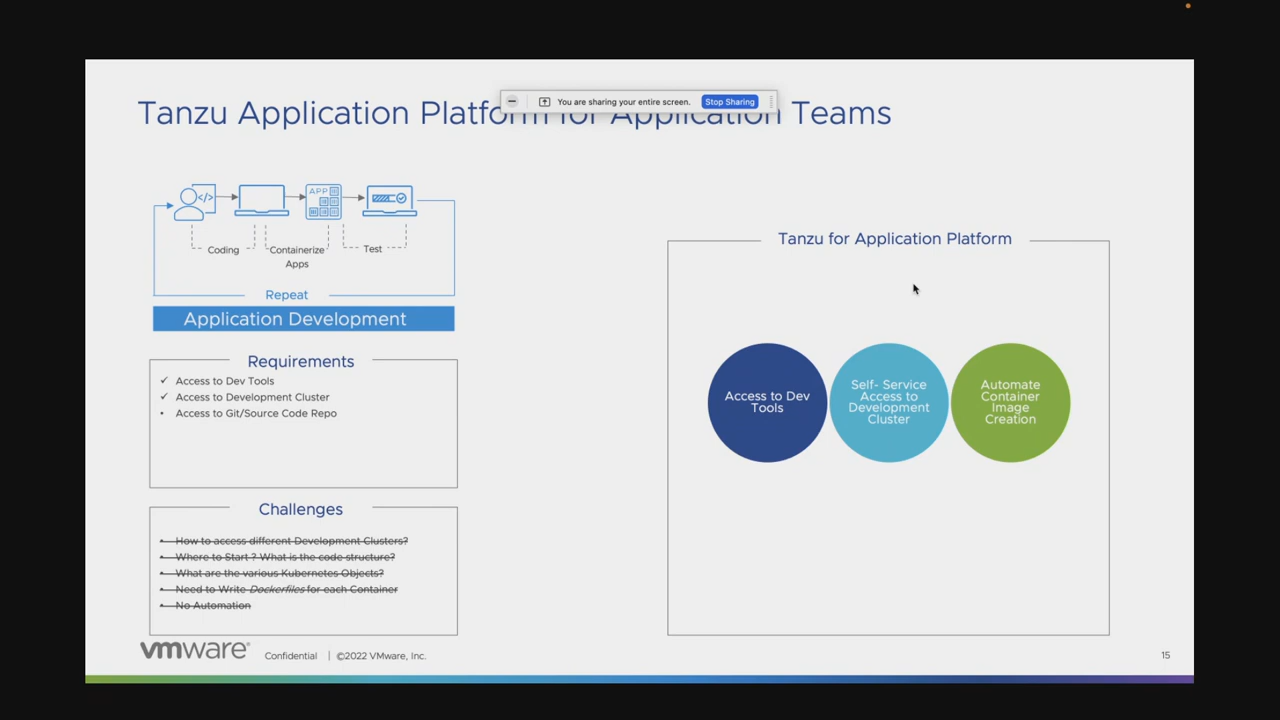 Tanzu Application Platform for Application Teams
You are sharing your entire screen.
Stop Sharing
</>
APP
Coding
Containerize
Apps
Test
Repeat
Application Development
Requirements
✓ Access to Dev Tools
✓ Access to Development Cluster
• Access to Git/Source Code Repo
Challenges
• How to access different Development Clusters?
• Where to Start ? What is the code structure?
• What are the various Kubernetes Objects?
• Need to Write Dockerfiles for each Container
• No Automation
Tanzu for Application Platform
Access to Dev
Tools
Self- Service
Access to
Development
Cluster
Automate
Container
Image
Creation
vmware®
Confidential | ©2022 VMware, Inc.
15